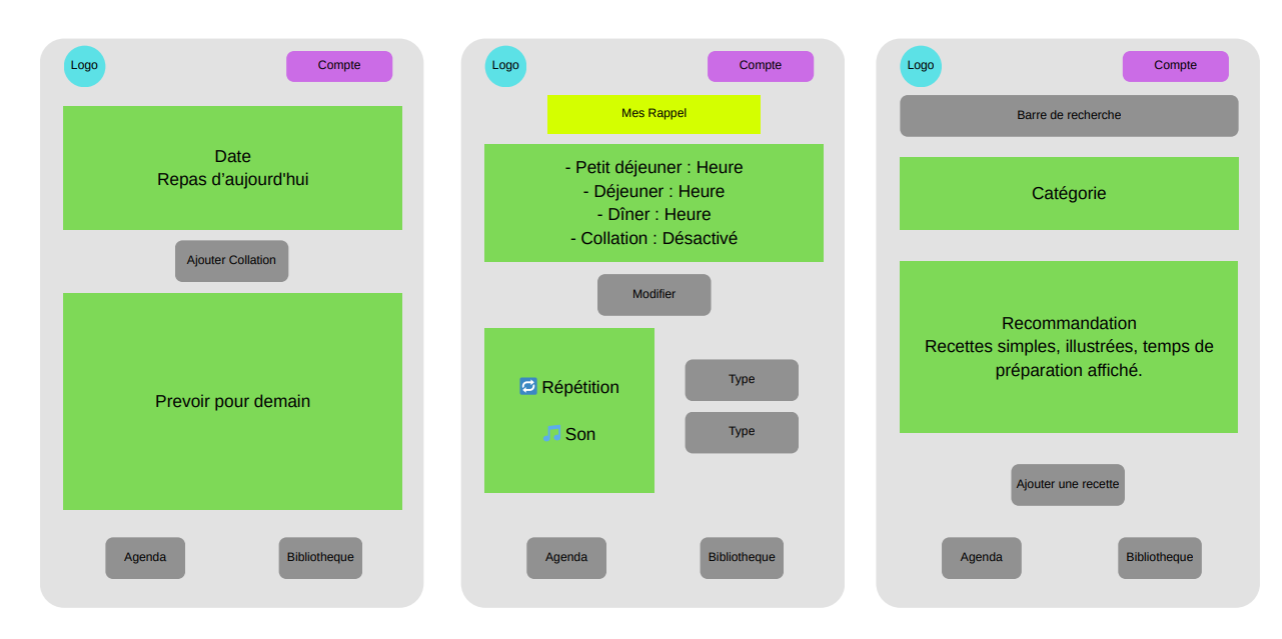 Logo
Compte
Date
Repas d’aujourd'hui
Ajouter Collation
Prevoir pour demain
Agenda
Bibliotheque
Logo
Compte
Mes Rappel
- Petit déjeuner : Heure
- Déjeuner : Heure
- Dîner : Heure
- Collation : Désactivé
Modifier
🔁 Répétition
Type
🎵 Son
Type
Agenda
Bibliotheque
Logo
Compte
Barre de recherche
Catégorie
Recommandation
Recettes simples, illustrées, temps de
préparation affiché.
Ajouter une recette
Agenda
Bibliotheque